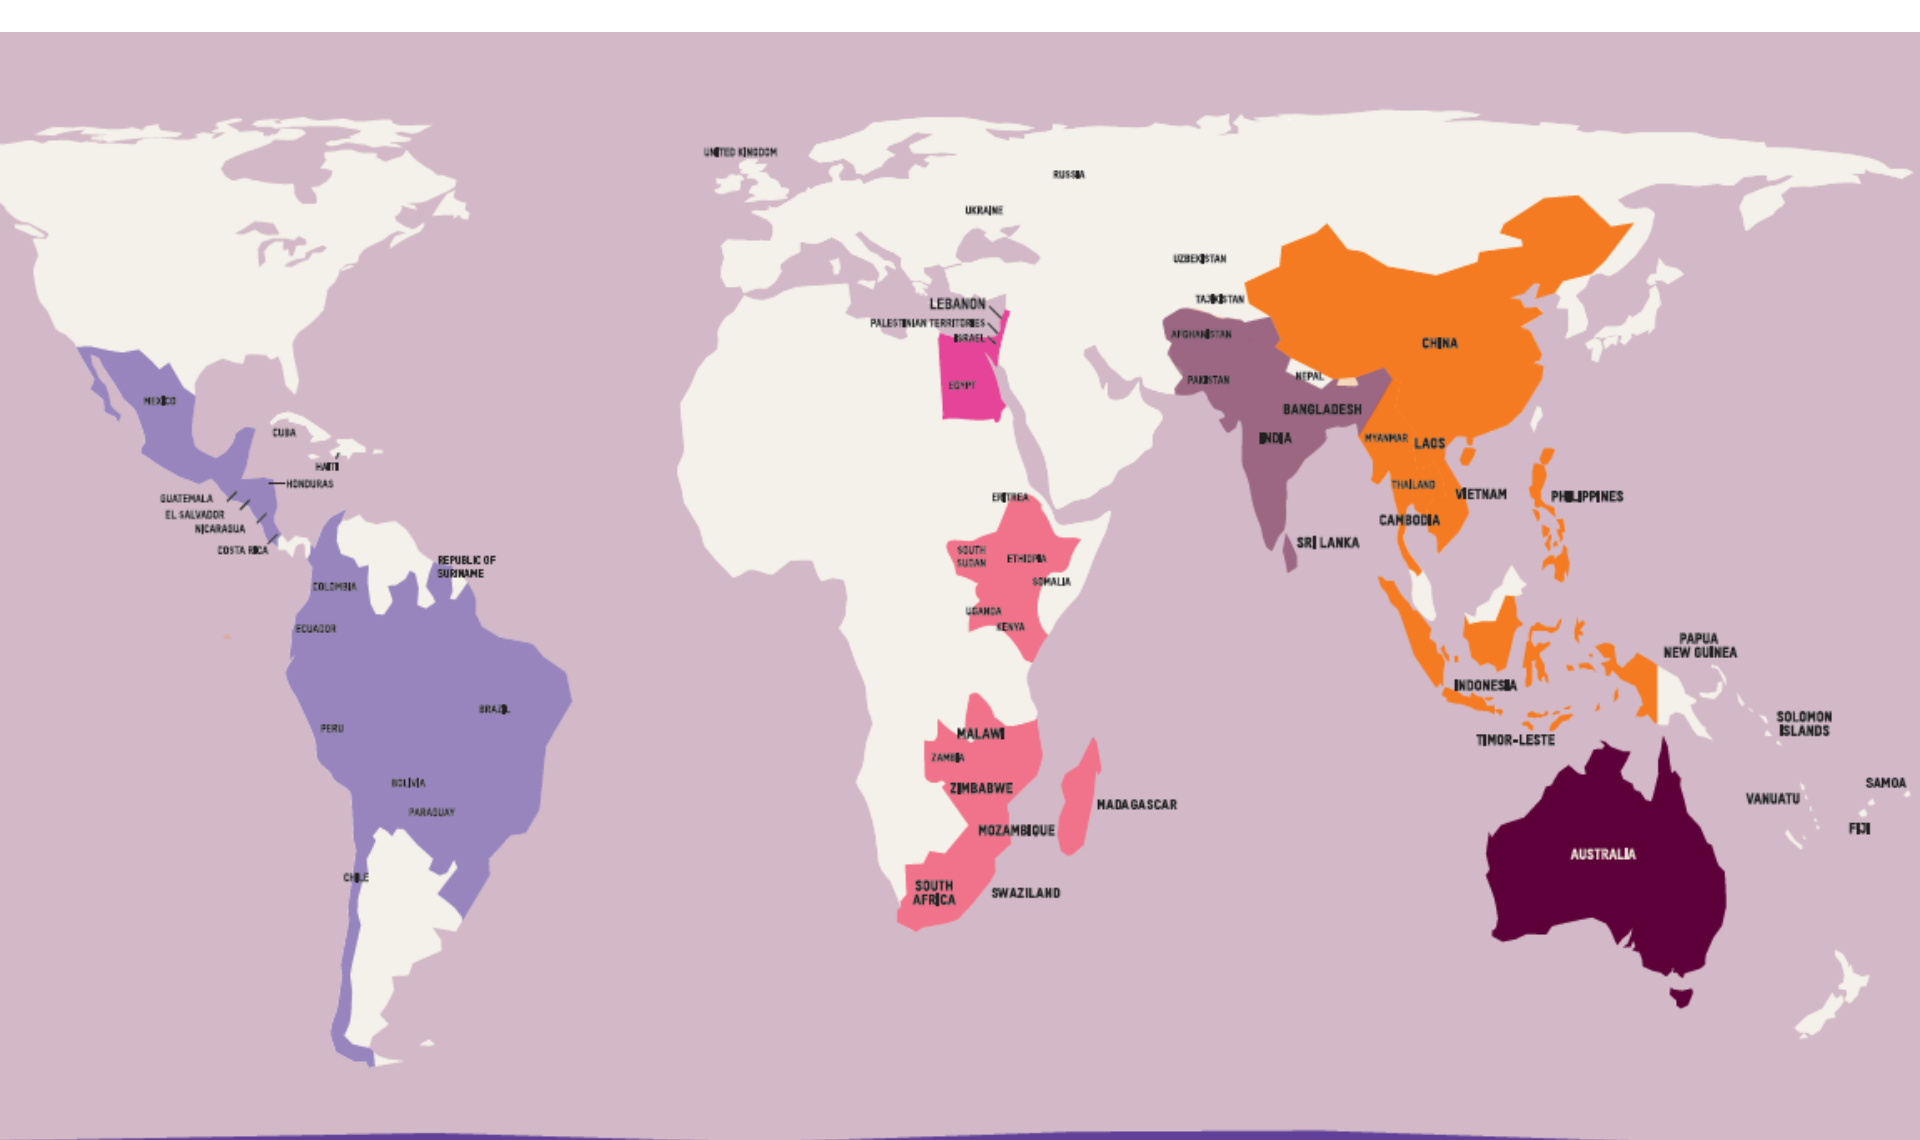 UNITED KINGDOM
RUSSIA
UKRAINE
UZBEKISTAN
TAJIKISTAN
LEBANON
PALESTINIAN TERRITORIES
ISRAEL
EGYPT
AFGHANISTAN
PAKISTAN
NEPAL
CHINA
BANGLADESH
INDIA
MYANMAR
LAOS
THAILAND
VIETNAM
PHILIPPINES
CAMBODIA
SRI LANKA
MEXICO
CUBA
HAITI
HONDURAS
GUATEMALA
EL SALVADOR
NICARAGUA
COSTA RICA
REPUBLIC OF
SURINAME
COLOMBIA
ECUADOR
BRAZIL
PERU
BOLIVIA
PARAGUAY
CHILE
ERITREA
SOUTH
SUDAN
ETHIOPIA
SOMALIA
UGANDA
KENYA
MALAWI
ZAMBIA
ZIMBABWE
MOZAMBIQUE
MADAGASCAR
SOUTH
AFRICA
SWAZILAND
PAPUA
NEW GUINEA
INDONESIA
TIMOR-LESTE
SOLOMON
ISLANDS
SAMOA
VANUATU
FIJI
AUSTRALIA